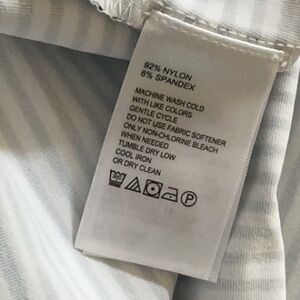 92% NYLON
8% SPANDEX
MACHINE WASH COLD
WITH LIKE COLORS
GENTLE CYCLE
DO NOT USE FABRIC SOFTENER
ONLY NON-CHLORINE BLEACH
WHEN NEEDED
TUMBLE DRY LOW
COOL IRON
OR DRY CLEAN
P